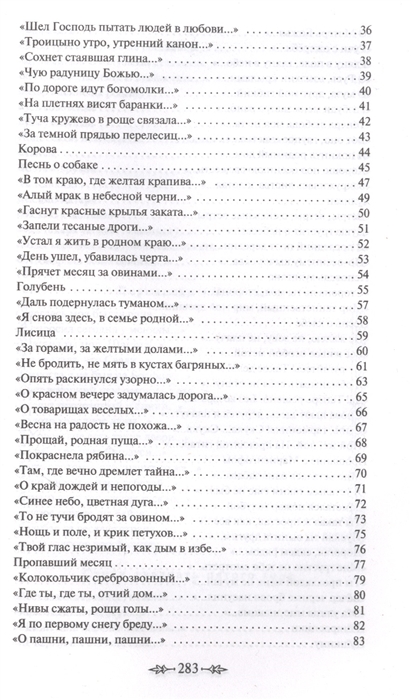 «Шел Господь пытать людей в любови...» 36
«Троицыно утро, утренний канон...» 37
«Сохнет стаявшая глина...» 38
«Чую радуницу Божью...» 39
«По дороге идут богомолки...» 40
«На плетнях висят баранки...» 41
«Туча кружево в роще связала...» 42
«За темной прядью перелесиц...» 43
Корова 44
Песнь о собаке 45
«В том краю, где желтая крапива...» 47
«Алый мрак в небесной черни...» 49
«Гаснут красные крылья заката...» 50
«Запели тесаные дроги...» 51
«Устал я жить в родном краю...» 52
«День ушел, убавилась черта...» 53
«Прячет месяц за овинами...» 54
Голубень 55
«Даль подернулась туманом...» 57
«Я снова здесь, в семье родной...» 58
Лисица 59
«За горами, за желтыми долами...» 60
«Не бродить, не мять в кустах багряных...» 61
«Опять раскинулся узорно...» 63
«О красном вечере задумалась дорога...» 65
«О товарищах веселых...» 66
«Весна на радость не похожа...» 67
«Прощай, родная пуща...» 68
«Покраснела рябина...» 69
«Там, где вечно дремлет тайна...» 70
«О край дождей и непогоды...» 71
«Синее небо, цветная дуга...» 72
«То не тучи бродят за овином...» 73
«Нощь и поле, и крик петухов...» 75
«Твой глас незримый, как дым в избе...» 76
Пропавший месяц 77
«Колокольчик среброзвонный...» 79
«Где ты, где ты, отчий дом...» 80
«Нивы сжаты, рощи голы...» 81
«Я по первому снегу бреду...» 82
«О пашни, пашни, пашни...» 83
283